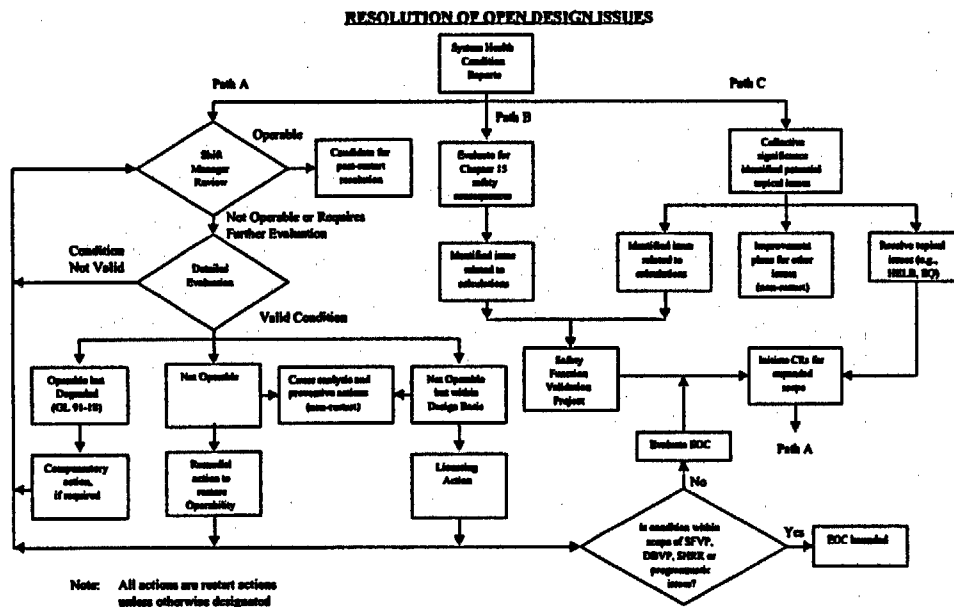 RESOLUTION OF OPEN DESIGN ISSUES
System Health
Condition
Reports
Path A
Path B
Path C
Shift
Manager
Review
Operable
Candidate for
post-restart
resolution
Evaluate for
Chapter 15
safety
consequences
Collective
significance
identified potential
topical issues
Not Operable or Requires
Further Evaluation
Condition
Not Valid
Detailed
Evaluation
Identified issue
related to
calculations
Identified issue
related to
calculations
Improvement
plans for other
issues
(non-restart)
Resolve topical
issues (e.g.,
HELB, EQ)
Valid Condition
Operable but
Degraded
(GL 91-18)
Not Operable
Cause analysis and
preventive actions
(non-restart)
Not Operable
but within
Design Basis
Safety
Function
Validation
Project
Initiate CRs for
expanded
scope
Path A
Evaluate EOC
Compensatory
action,
if required
Remedial
action to
restore
Operability
Licensing
Action
No
Is condition within
scope of SFVP,
DBVP, SHRR or
programmatic
issue?
Yes
EOC bounded
Note: All actions are restart actions
unless otherwise designated